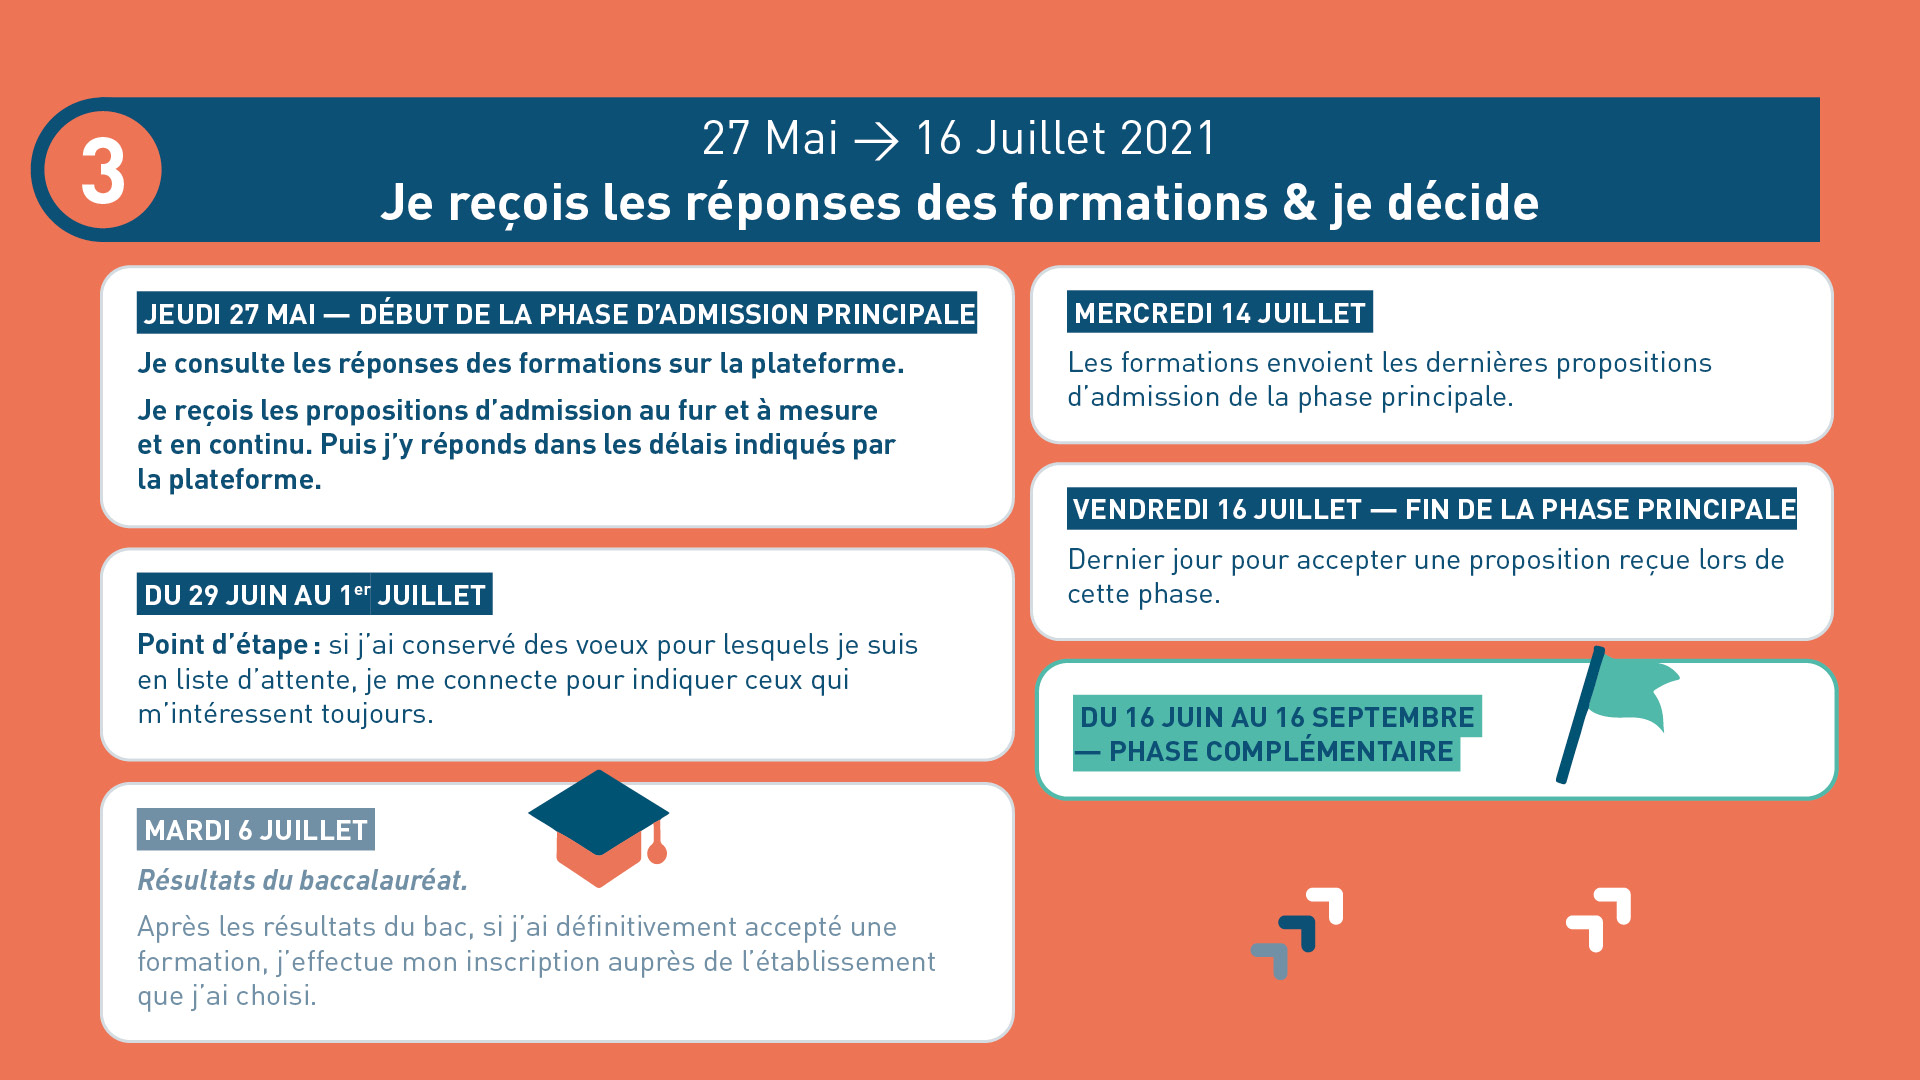 3
27 Mai → 16 Juillet 2021
Je reçois les réponses des formations & je décide
JEUDI 27 MAI — DÉBUT DE LA PHASE D’ADMISSION PRINCIPALE
Je consulte les réponses des formations sur la plateforme.
Je reçois les propositions d’admission au fur et à mesure
et en continu. Puis j’y réponds dans les délais indiqués par
la plateforme.
DU 29 JUIN AU 1er JUILLET
Point d’étape : si j’ai conservé des voeux pour lesquels je suis
en liste d’attente, je me connecte pour indiquer ceux qui
m’intéressent toujours.
MARDI 6 JUILLET
Résultats du baccalauréat.
Après les résultats du bac, si j’ai définitivement accepté une
formation, j’effectue mon inscription auprès de l’établissement
que j’ai choisi.
MERCREDI 14 JUILLET
Les formations envoient les dernières propositions
d’admission de la phase principale.
VENDREDI 16 JUILLET — FIN DE LA PHASE PRINCIPALE
Dernier jour pour accepter une proposition reçue lors de
cette phase.
DU 16 JUIN AU 16 SEPTEMBRE
— PHASE COMPLÉMENTAIRE